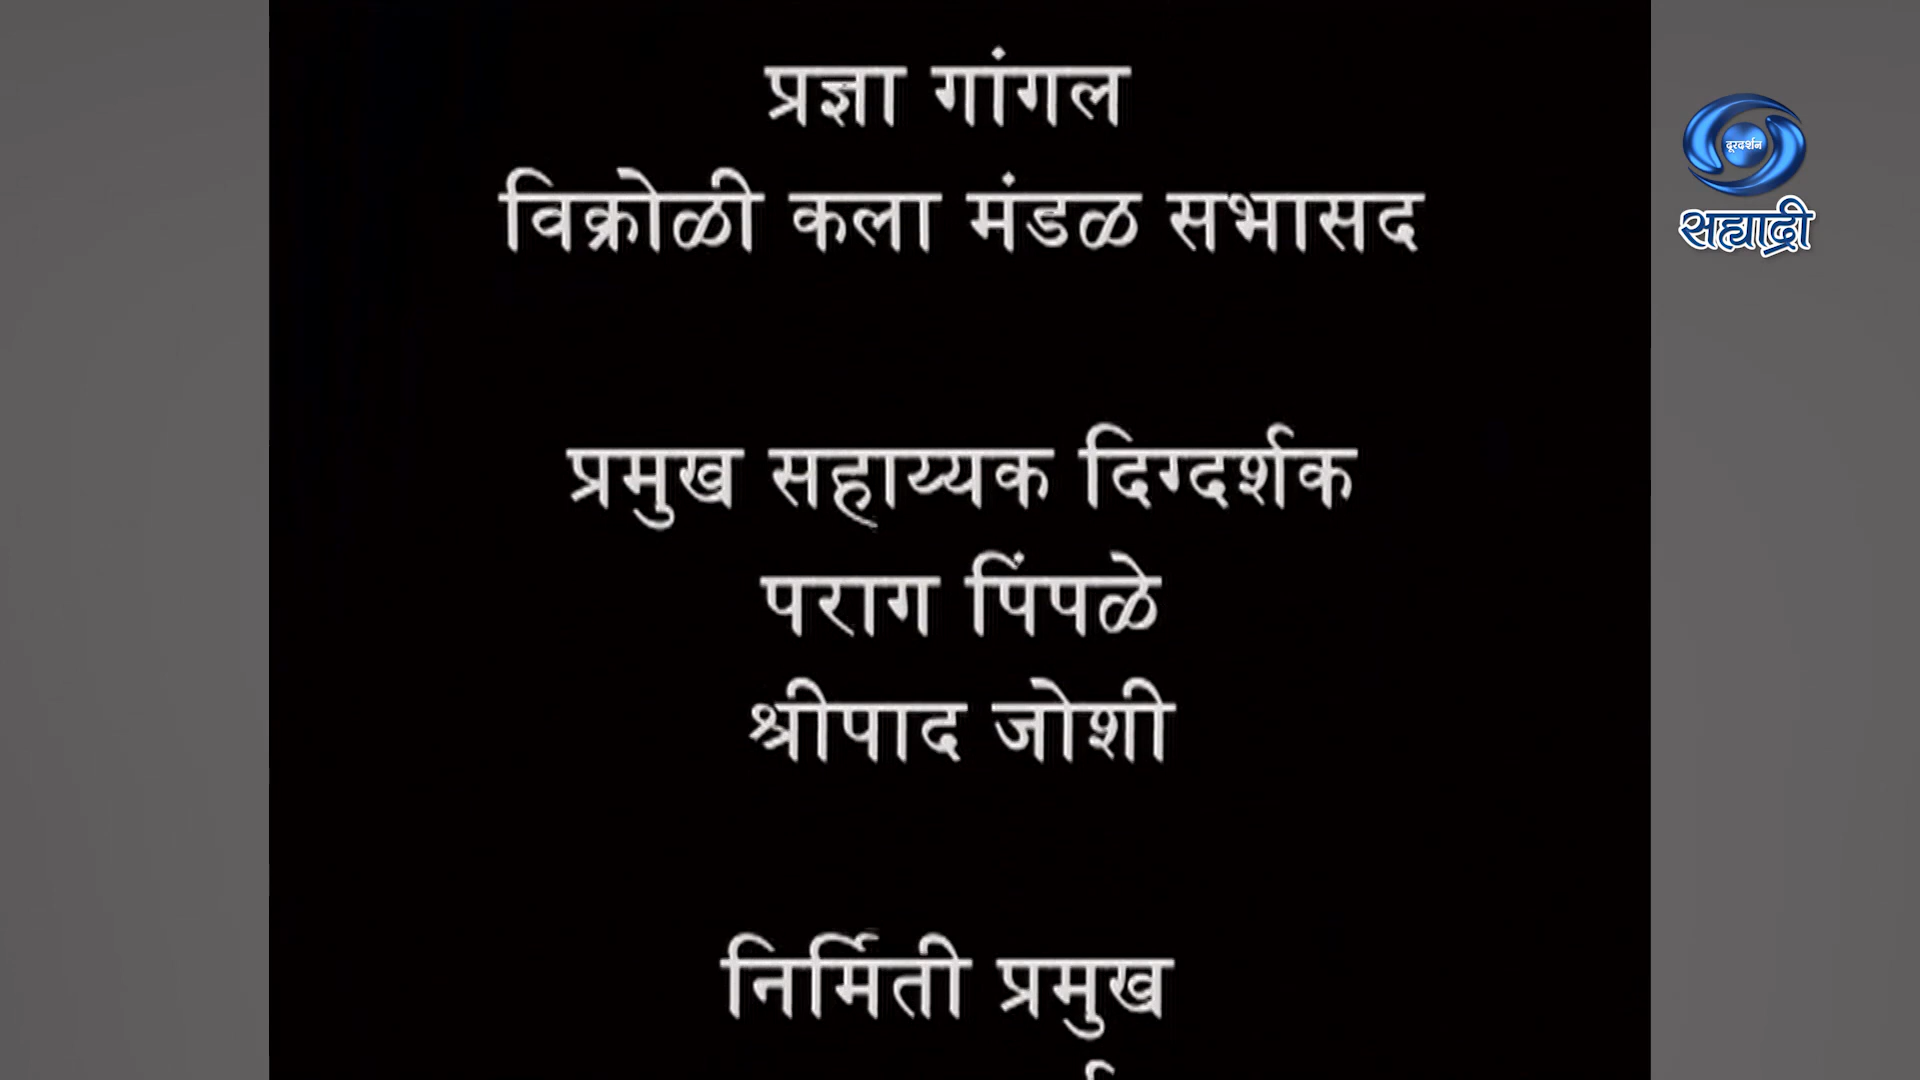 प्रज्ञा गांगल
विक्रोळी कला मंडळ सभासद
प्रमुख सहाय्यक दिग्दर्शक
पराग पिंपळे
श्रीपाद जोशी
निर्मिती प्रमुख
दूरदर्शन
सह्याद्री